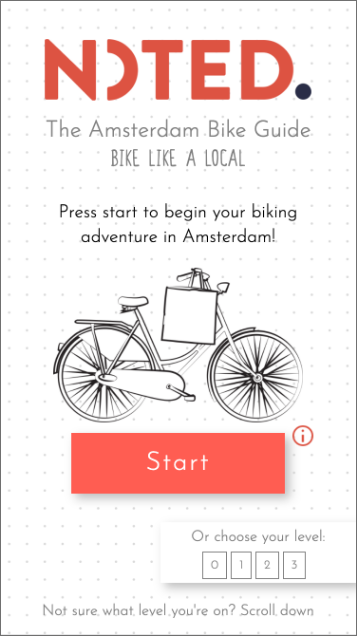 NOTED.
The Amsterdam Bike Guide
BIKE LIKE A LOCAL
Press start to begin your biking
adventure in Amsterdam!
i
Start
Or choose your level:
0 1 2 3
Not sure what level you're on? Scroll down